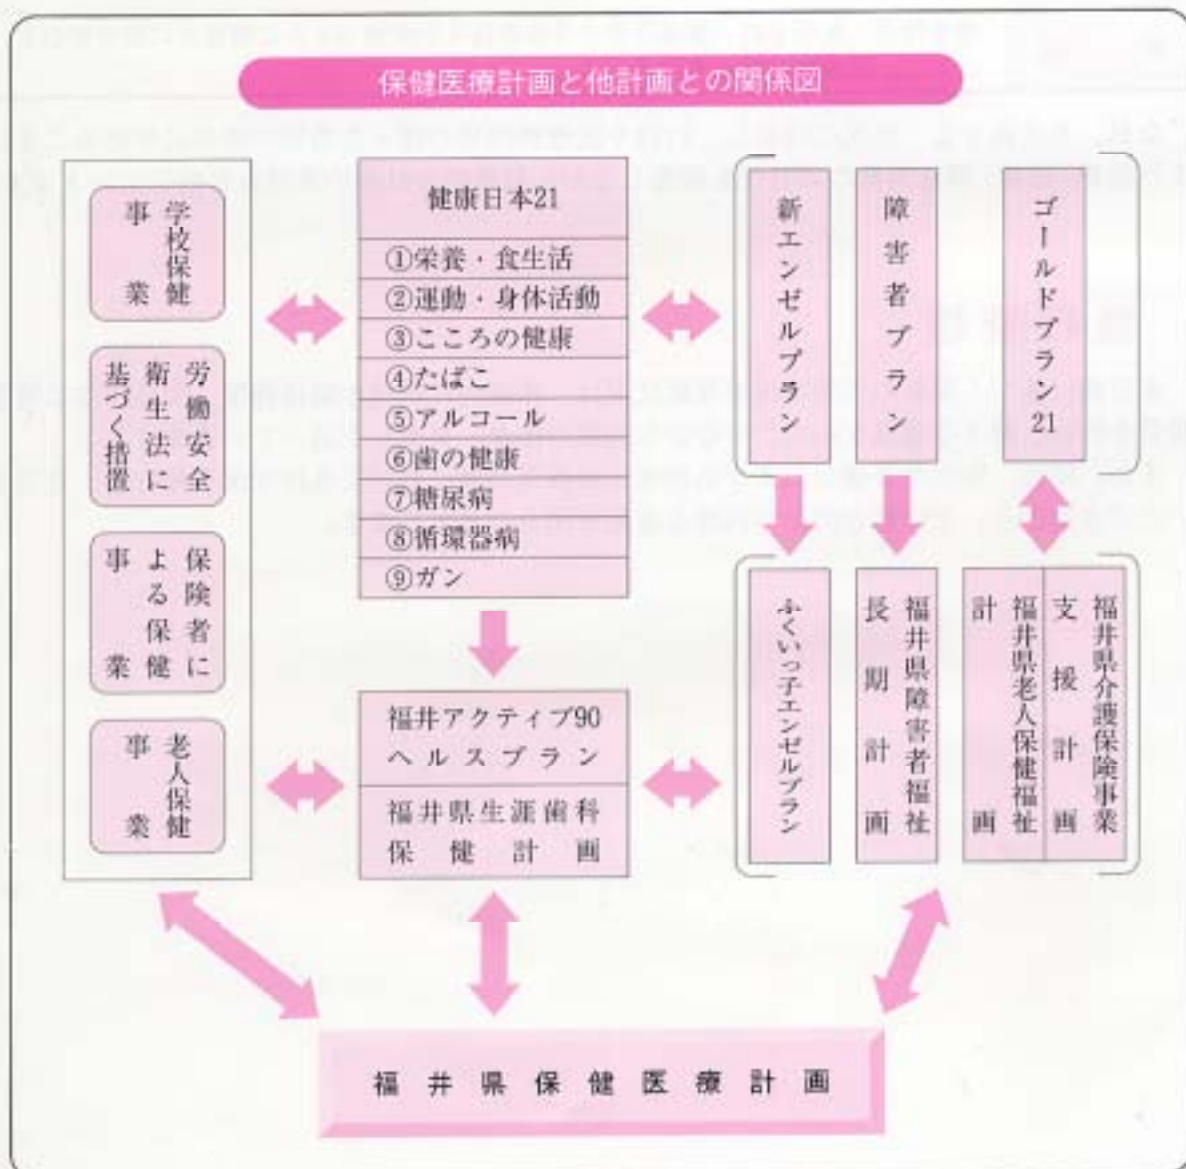 保健医療計画と他計画との関係図
学校保健
事業
労働安全
衛生法に
基づく措置
保険者に
よる保健
事業
老人保健
事業
健康日本21
①栄養・食生活
②運動・身体活動
③こころの健康
④たばこ
⑤アルコール
⑥歯の健康
⑦糖尿病
⑧循環器病
⑨ガン
福井アクティブ90
ヘルスプラン
福井県生涯歯科
保健計画
新エンゼルプラン
障害者プラン
ゴールドプラン21
ふくいっ子エンゼルプラン
福井県障害者福祉
長期計画
福井県介護保険事業
支援計画
福井県老人保健福祉
計画
福井県保健医療計画